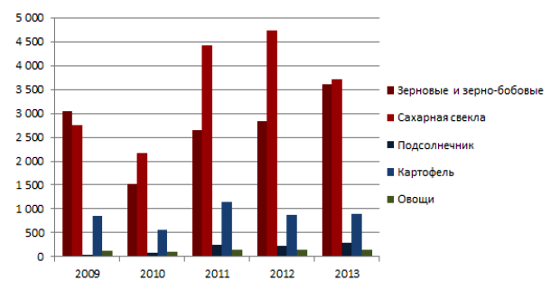 5 000
4 500
4 000
3 500
3 000
2 500
2 000
1 500
1 000
500
0
2009 2010 2011 2012 2013
Зерновые и зерно-бобовые
Сахарная свекла
Подсолнечник
Картофель
Овощи